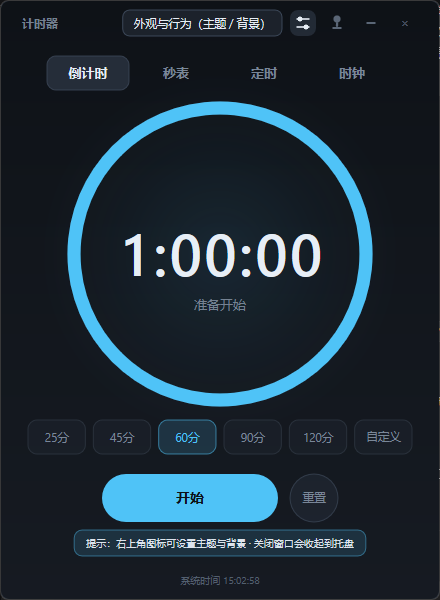 计时器 外观与行为（主题 / 背景）
倒计时 秒表 定时 时钟
1:00:00
准备开始
25分 45分 60分 90分 120分 自定义
开始 重置
提示：右上角图标可设置主题与背景 · 关闭窗口会收起到托盘
系统时间 15:02:58